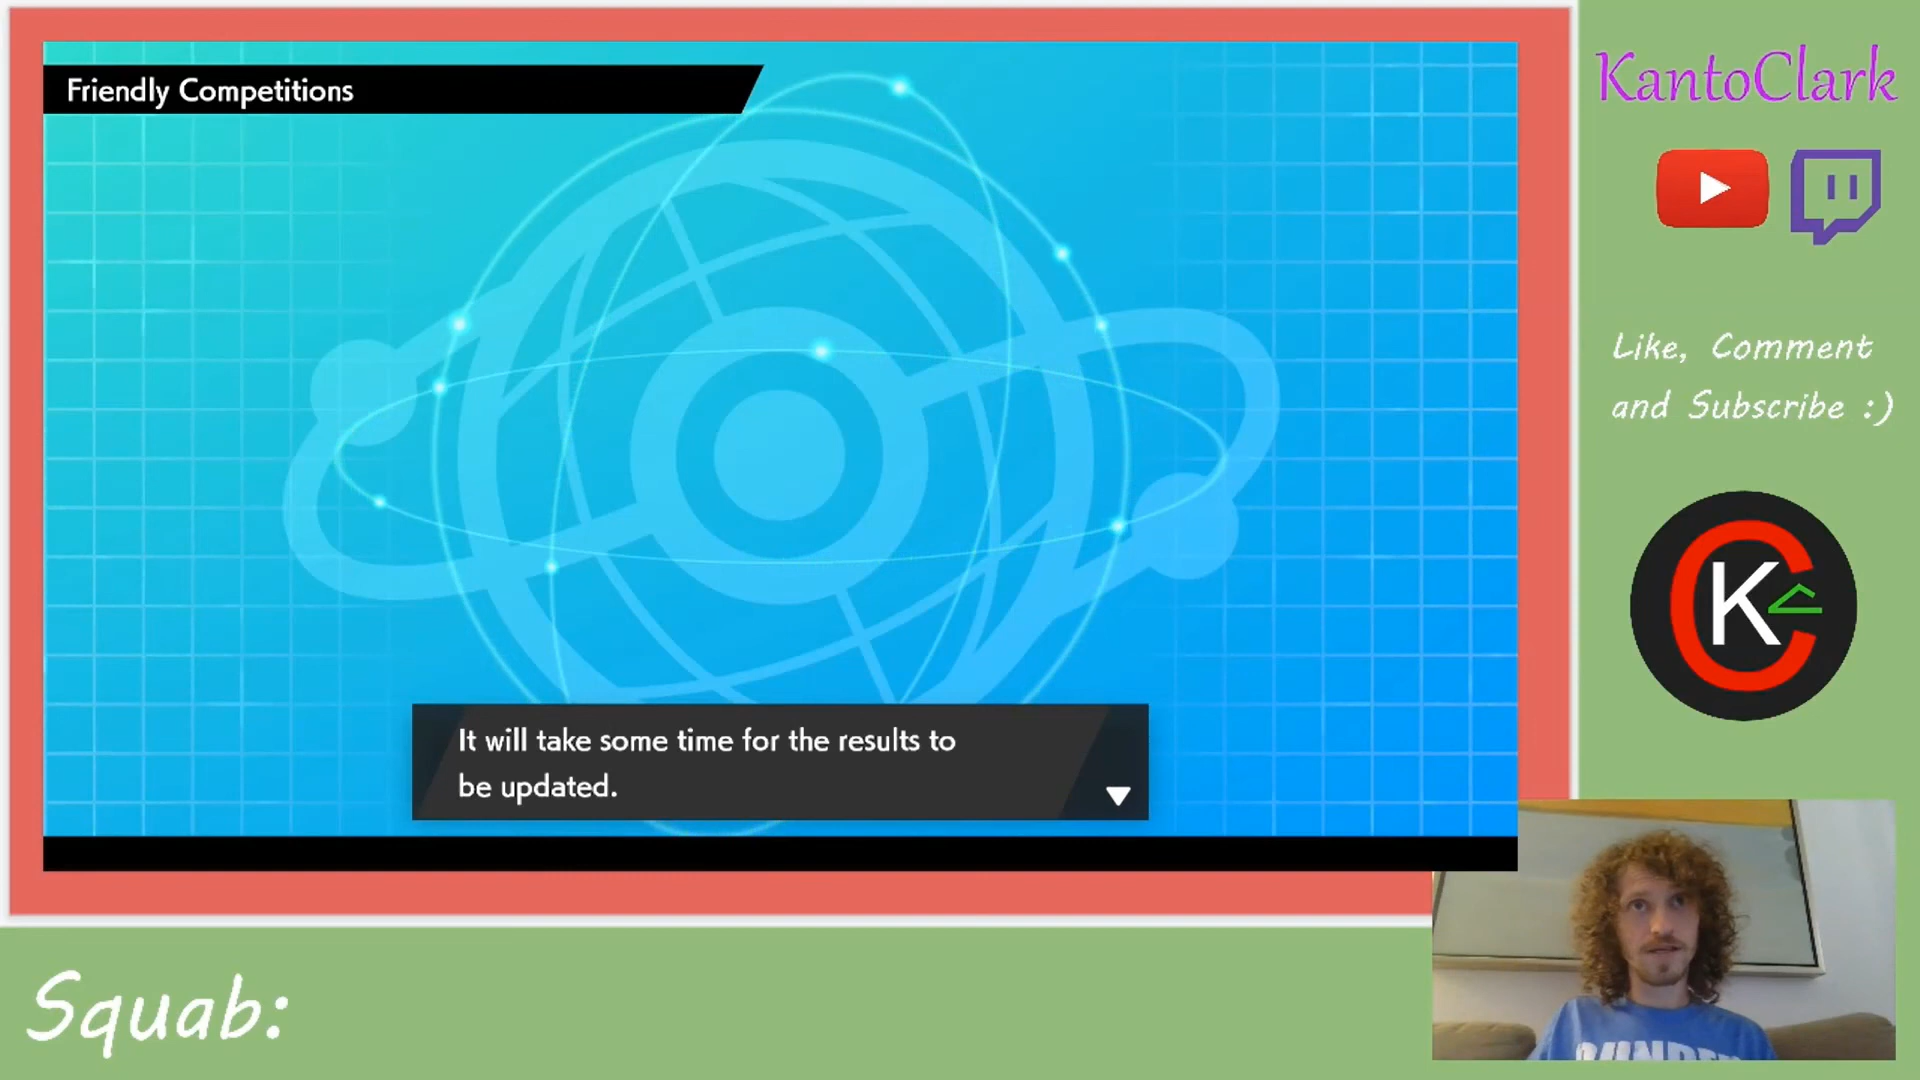 Friendly Competitions
KantoClark
Like, Comment
and Subscribe :)
CK
It will take some time for the results to
be updated.
Squab: